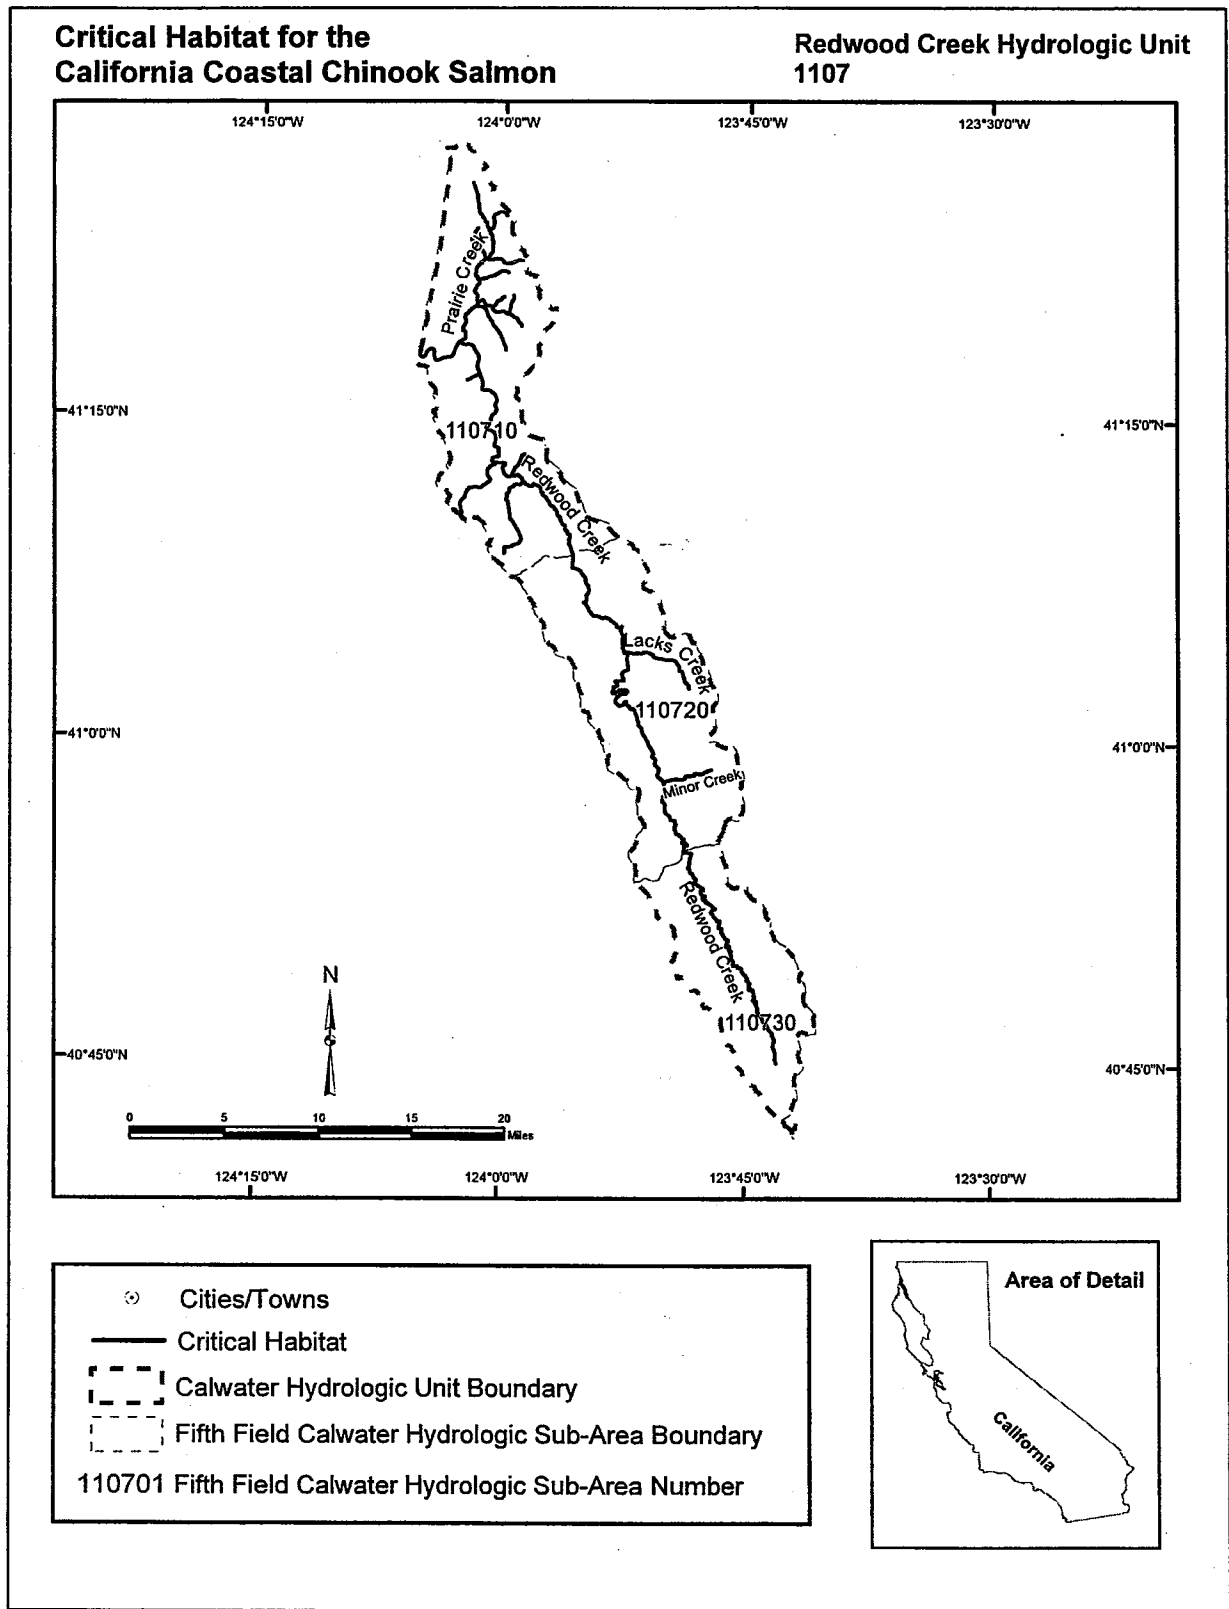 Critical Habitat for the
California Coastal Chinook Salmon
Redwood Creek Hydrologic Unit
1107
124°15'0"W
124°0'0"W
123°45'0"W
123°30'0"W
Prairie Creek
41°15'0"N
41°15'0"N
110710
Redwood Creek
Lacks Creek
110720
41°0'0"N
41°0'0"N
Minor Creek
Redwood Creek
N
110730
40°45'0"N
40°45'0"N
0 5 10 15 20
Miles
124°15'0"W
124°0'0"W
123°45'0"W
123°30'0"W
Cities/Towns
Critical Habitat
Calwater Hydrologic Unit Boundary
Fifth Field Calwater Hydrologic Sub-Area Boundary
110701 Fifth Field Calwater Hydrologic Sub-Area Number
Area of Detail
California